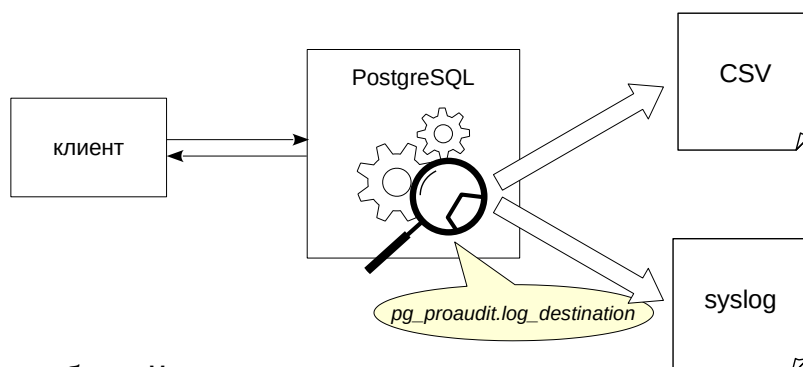 клиент
PostgreSQL
CSV
syslog
pg_proaudit.log_destination